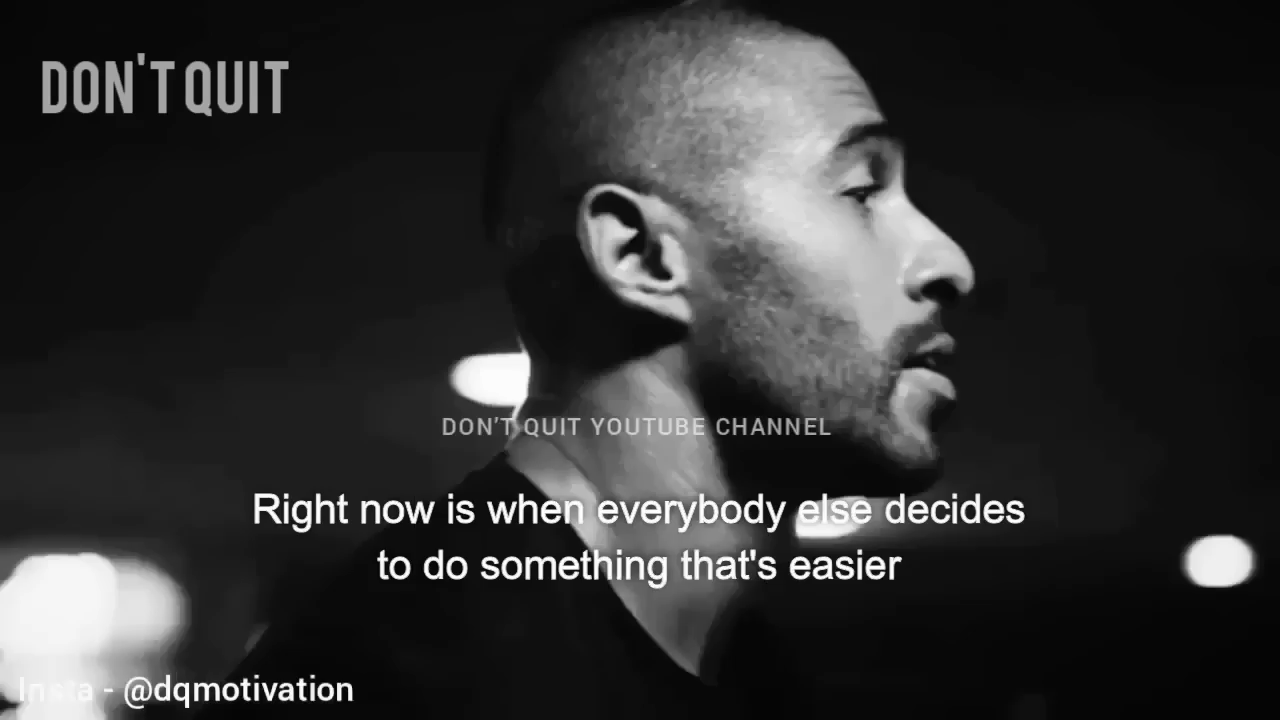 DON'T QUIT
DON'T QUIT YOUTUBE CHANNEL
Right now is when everybody else decides
to do something that's easier
Insta - @dqmotivation